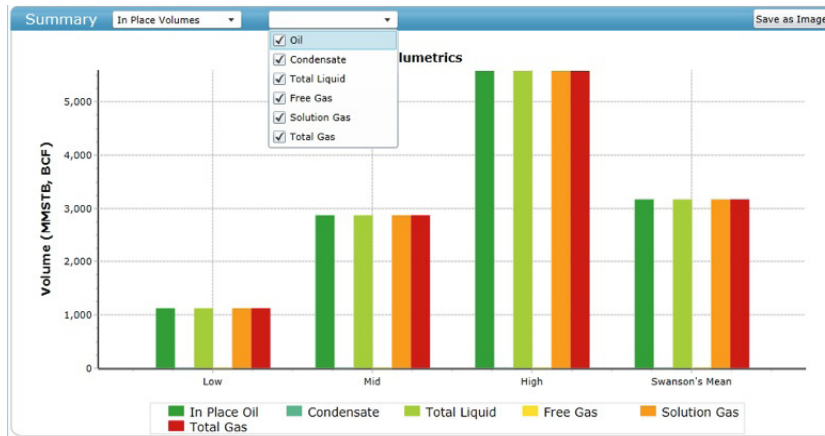 Summary In Place Volumes Save as Image
Oil
Condensate
Total Liquid
Free Gas
Solution Gas
Total Gas
lumetrics
Volume (MMSTB, BCF)
5,000
4,000
3,000
2,000
1,000
0
Low Mid High Swanson's Mean
In Place Oil Condensate Total Liquid Free Gas Solution Gas
Total Gas